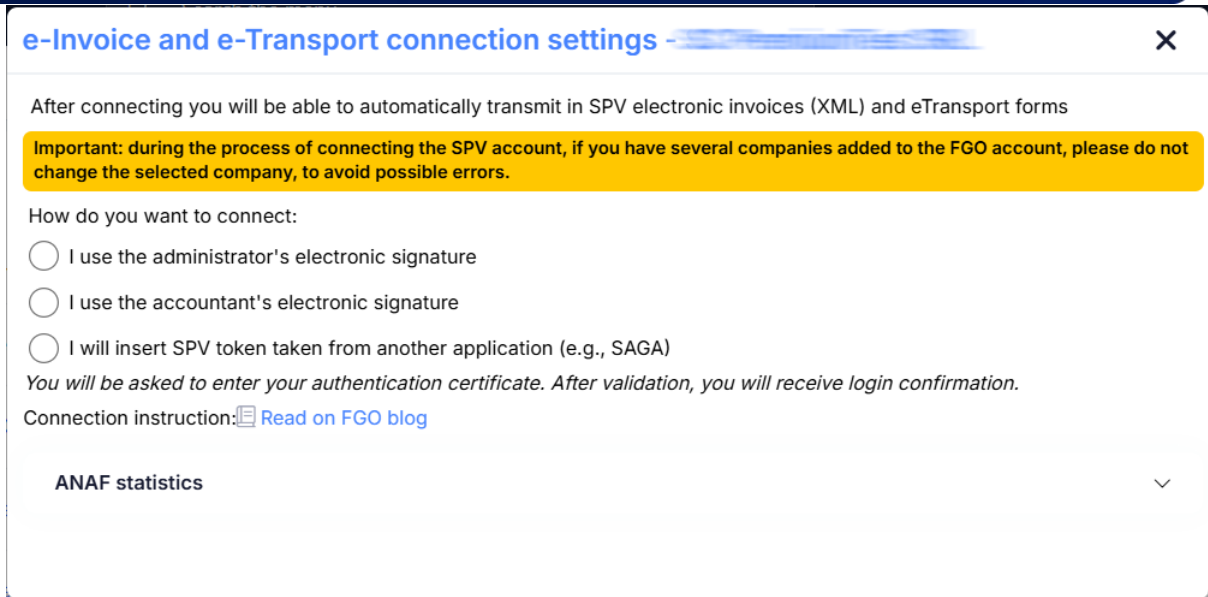 e-Invoice and e-Transport connection settings -
After connecting you will be able to automatically transmit in SPV electronic invoices (XML) and eTransport forms
Important: during the process of connecting the SPV account, if you have several companies added to the FGO account, please do not
change the selected company, to avoid possible errors.
How do you want to connect:
I use the administrator's electronic signature
I use the accountant's electronic signature
I will insert SPV token taken from another application (e.g., SAGA)
You will be asked to enter your authentication certificate. After validation, you will receive login confirmation.
Connection instruction: Read on FGO blog
ANAF statistics